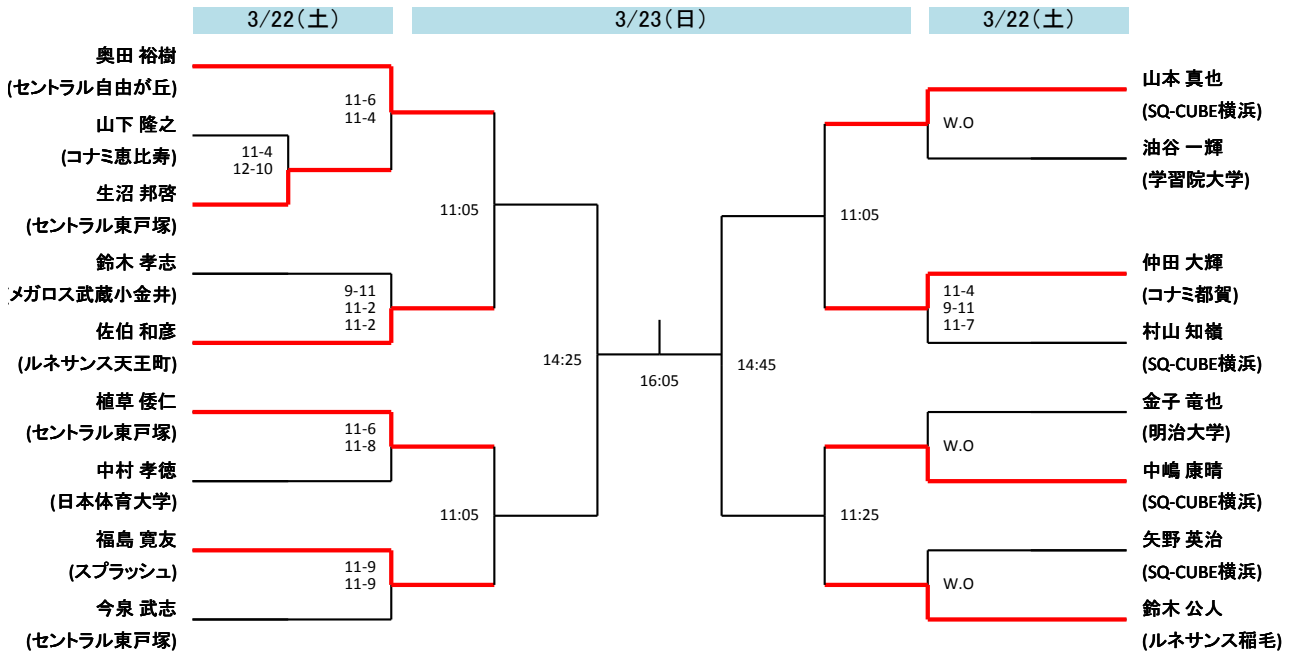 3/22(土)
3/23(日)
3/22(土)
奥田 裕樹
(セントラル自由が丘)
山下 隆之
(コナミ恵比寿)
生沼 邦啓
(セントラル東戸塚)
鈴木 孝志
(メガロス武蔵小金井)
佐伯 和彦
(ルネサンス天王町)
植草 倭仁
(セントラル東戸塚)
中村 孝徳
(日本体育大学)
福島 寛友
(スプラッシュ)
今泉 武志
(セントラル東戸塚)
11-6
11-4
11-4
12-10
9-11
11-2
11-2
11-6
11-8
11-9
11-9
11:05
11:05
14:25
16:05
14:45
11:05
11:25
W.O
11-4
9-11
11-7
W.O
W.O
山本 真也
(SQ-CUBE横浜)
油谷 一輝
(学習院大学)
仲田 大輝
(コナミ都賀)
村山 知嶺
(SQ-CUBE横浜)
金子 竜也
(明治大学)
中嶋 康晴
(SQ-CUBE横浜)
矢野 英治
(SQ-CUBE横浜)
鈴木 公人
(ルネサンス稲毛)